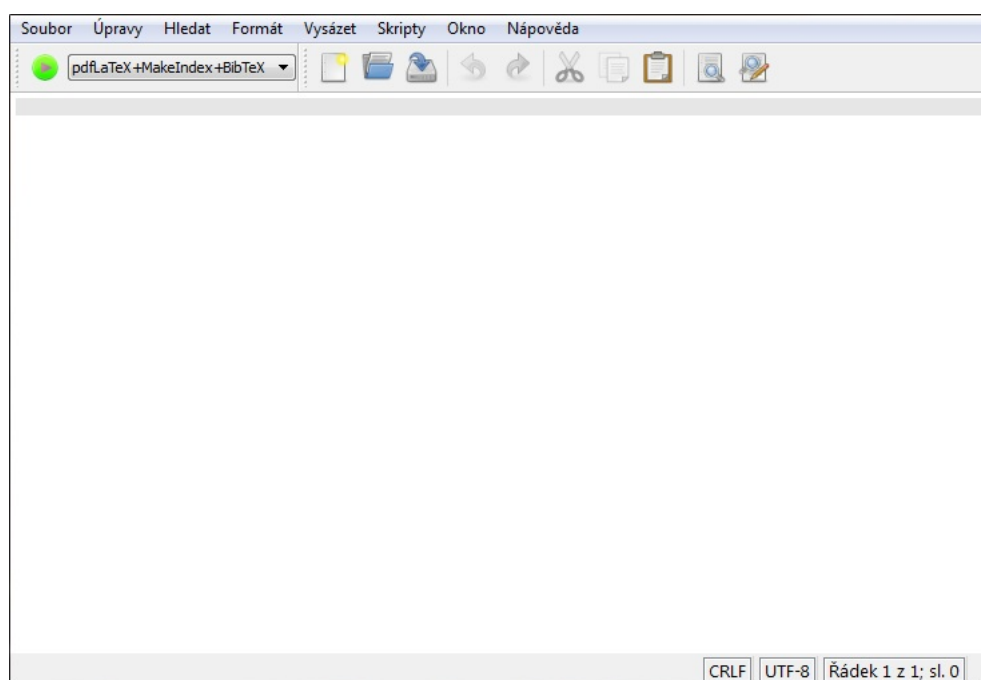 Soubor Úpravy Hledat Formát Vysázet Skripty Okno Nápověda
pdfLaTeX+MakeIndex+BibTeX
CRLF UTF-8 Řádek 1 z 1; sl. 0